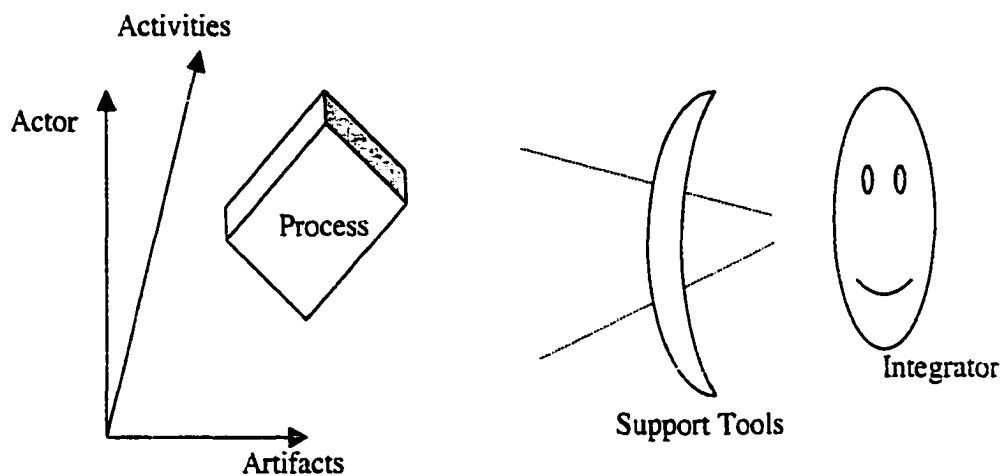 Activities
Actor
Process
Artifacts
Support Tools
Integrator